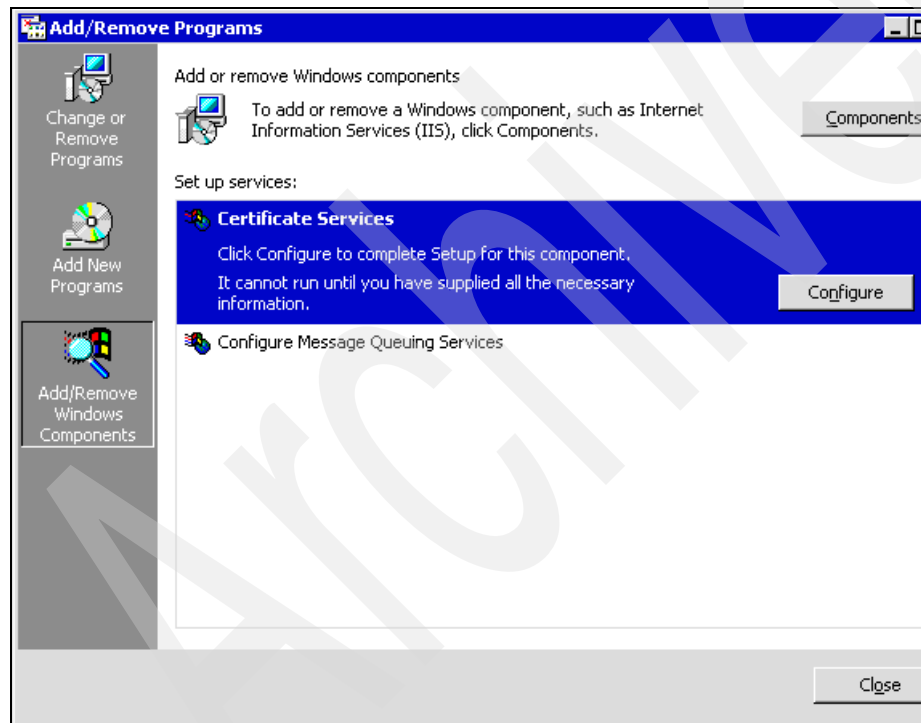 Add/Remove Programs
Change or
Remove
Programs
Add New
Programs
Add/Remove
Windows
Components
Add or remove Windows components
To add or remove a Windows component, such as Internet
Information Services (IIS), click Components.
Components
Set up services:
Certificate Services
Click Configure to complete Setup for this component.
It cannot run until you have supplied all the necessary
information.
Configure
Configure Message Queuing Services
Close
Archive